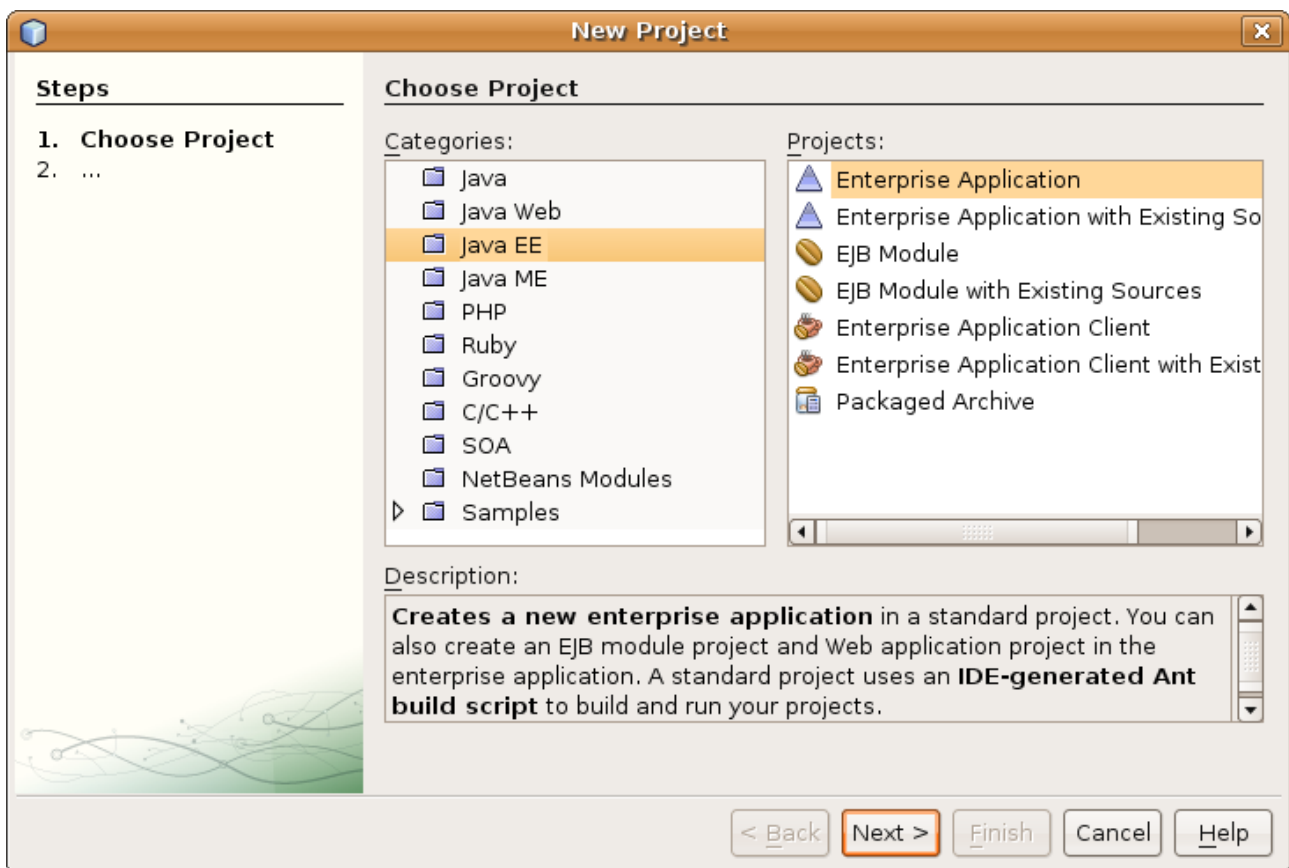 New Project
Steps
1. Choose Project
2. ...
Choose Project
Categories:
Java
Java Web
Java EE
Java ME
PHP
Ruby
Groovy
C/C++
SOA
NetBeans Modules
Samples
Projects:
Enterprise Application
Enterprise Application with Existing So
EJB Module
EJB Module with Existing Sources
Enterprise Application Client
Enterprise Application Client with Exist
Packaged Archive
Description:
Creates a new enterprise application in a standard project. You can
also create an EJB module project and Web application project in the
enterprise application. A standard project uses an IDE-generated Ant
build script to build and run your projects.
< Back
Next >
Finish
Cancel
Help